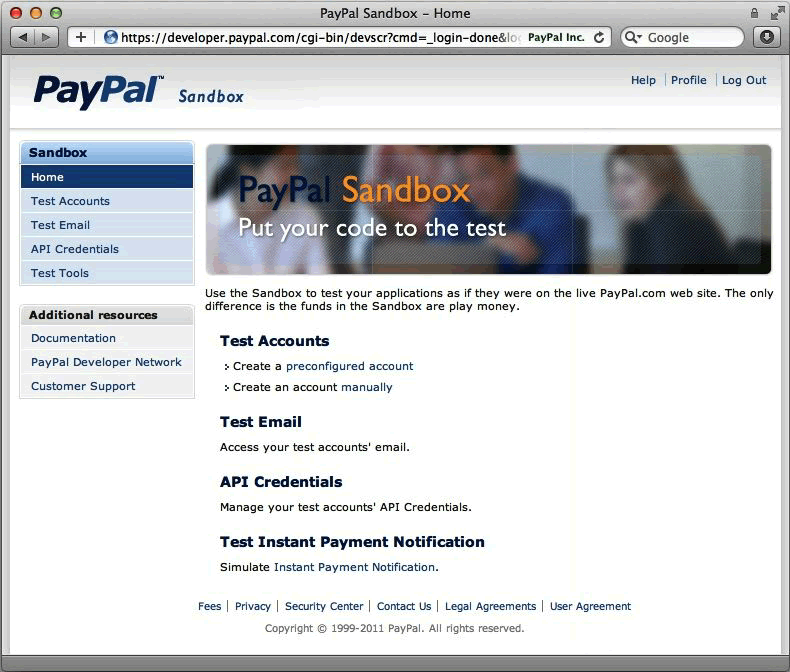 PayPal Sandbox – Home
https://developer.paypal.com/cgi-bin/devscr?cmd=_login-done&lo
PayPal Inc.
Google
PayPal™ Sandbox
Help Profile Log Out
Sandbox
Home
Test Accounts
Test Email
API Credentials
Test Tools
Additional resources
Documentation
PayPal Developer Network
Customer Support
PayPal Sandbox
Put your code to the test
Use the Sandbox to test your applications as if they were on the live PayPal.com web site. The only
difference is the funds in the Sandbox are play money.
Test Accounts
Create a preconfigured account
Create an account manually
Test Email
Access your test accounts' email.
API Credentials
Manage your test accounts' API Credentials.
Test Instant Payment Notification
Simulate Instant Payment Notification.
Fees | Privacy | Security Center | Contact Us | Legal Agreements | User Agreement
Copyright © 1999-2011 PayPal. All rights reserved.